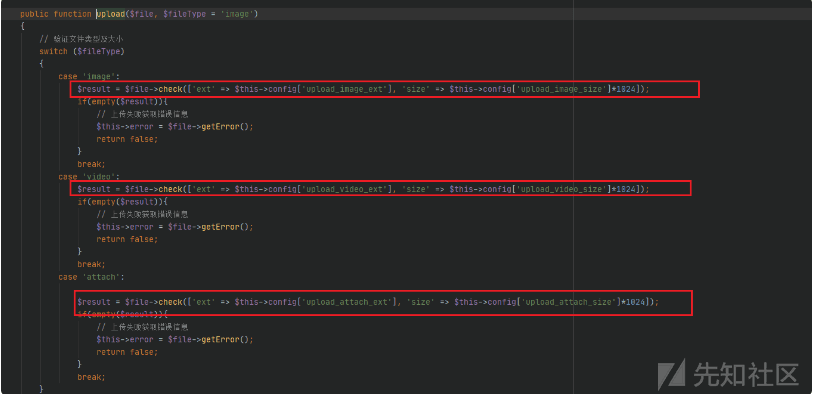 public function upload($file, $fileType = 'image')
{
// 验证文件类型及大小
switch ($fileType)
{
case 'image':
$result = $file->check(['ext' => $this->config['upload_image_ext'], 'size' => $this->config['upload_image_size']*1024]);
if(empty($result)){
// 上传失败获取错误信息
$this->error = $file->getError();
return false;
}
break;
case 'video':
$result = $file->check(['ext' => $this->config['upload_video_ext'], 'size' => $this->config['upload_video_size']*1024]);
if(empty($result)){
// 上传失败获取错误信息
$this->error = $file->getError();
return false;
}
break;
case 'attach':
$result = $file->check(['ext' => $this->config['upload_attach_ext'], 'size' => $this->config['upload_attach_size']*1024]);
if(empty($result)){
// 上传失败获取错误信息
$this->error = $file->getError();
return false;
}
break;
}
先知社区